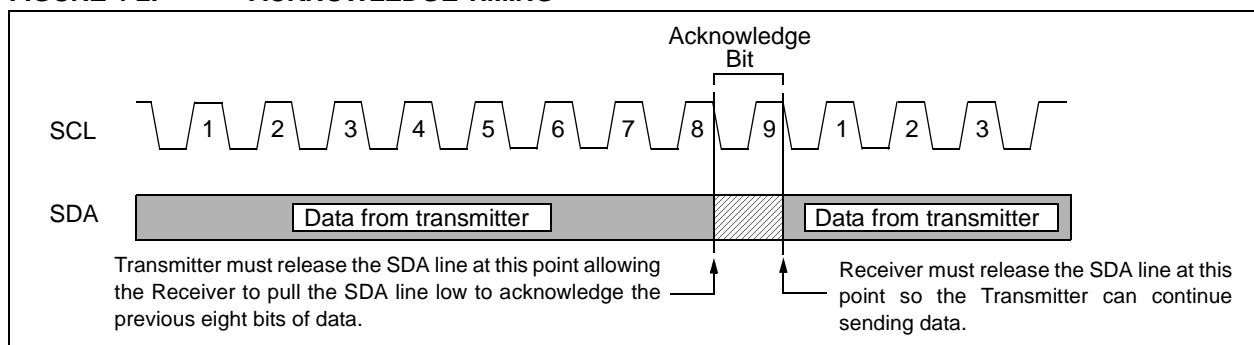 Acknowledge
Bit
SCL
1 2 3 4 5 6 7 8 9 1 2 3
SDA
Data from transmitter
Data from transmitter
Transmitter must release the SDA line at this point allowing
the Receiver to pull the SDA line low to acknowledge the
previous eight bits of data.
Receiver must release the SDA line at this
point so the Transmitter can continue
sending data.